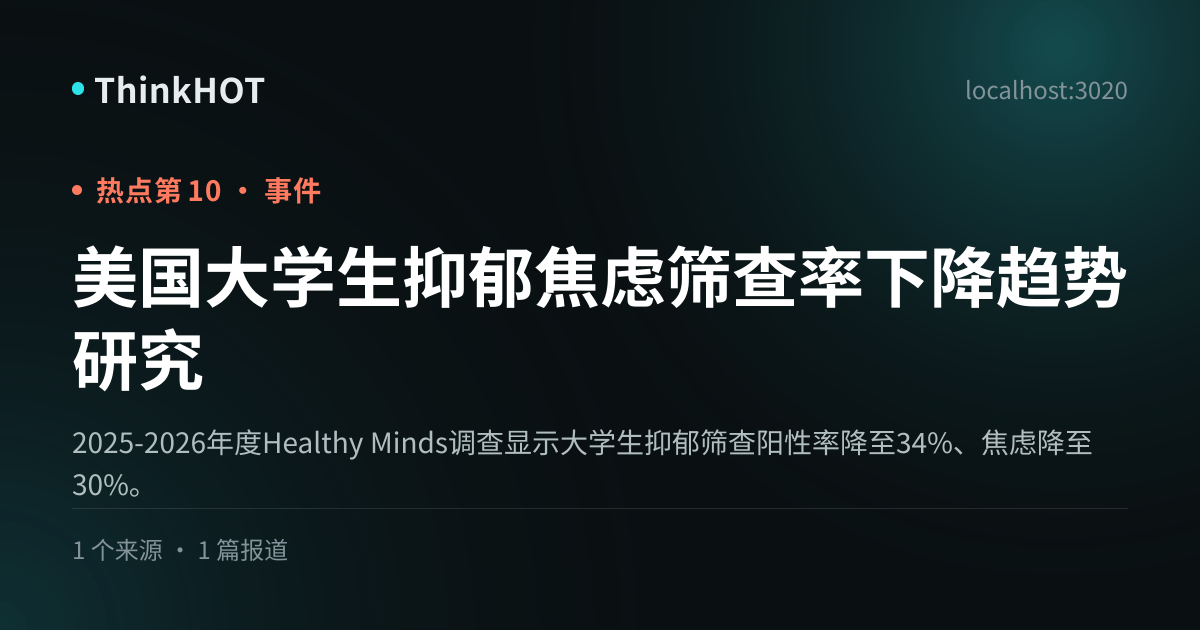 ThinkHOT
localhost:3020
热点第 10 · 事件
美国大学生抑郁焦虑筛查率下降趋势
研究
2025-2026年度Healthy Minds调查显示大学生抑郁筛查阳性率降至34%、焦虑降至
30%。
1 个来源 · 1 篇报道